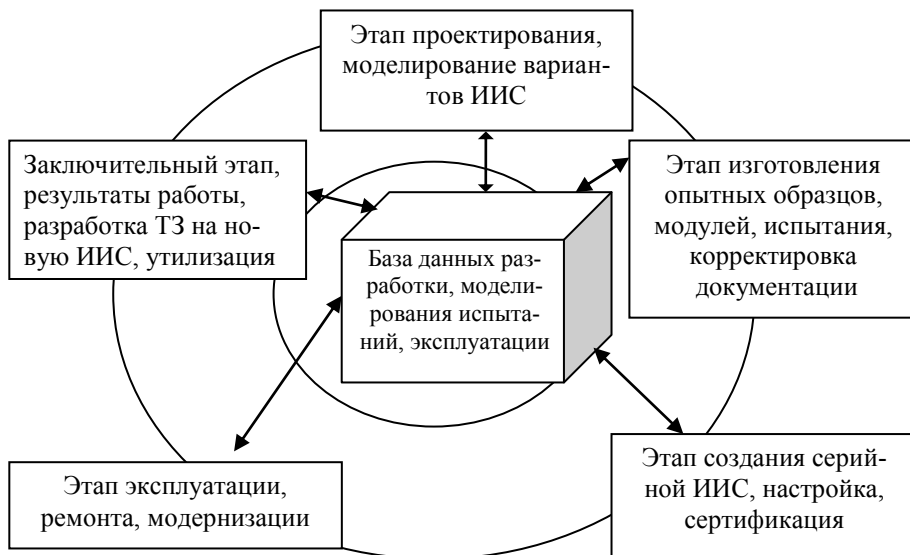 Этап проектирования,
моделирование вариан-
тов ИИС
Заключительный этап,
результаты работы,
разработка ТЗ на но-
вую ИИС, утилизация
Этап изготовления
опытных образцов,
модулей, испытания,
корректировка
документации
База данных раз-
работки, модели-
рования испыта-
ний, эксплуатации
Этап эксплуатации,
ремонта, модернизации
Этап создания серий-
ной ИИС, настройка,
сертификация